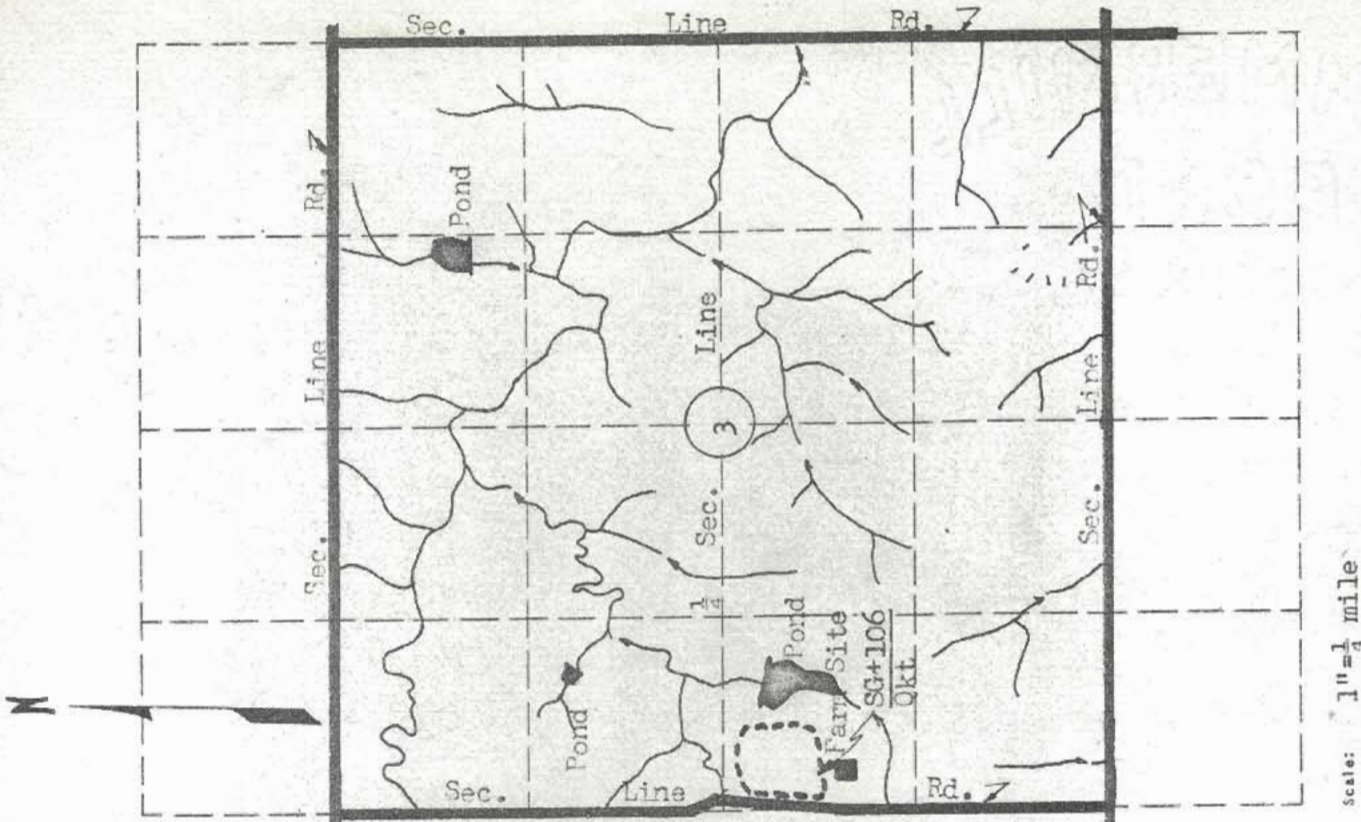 Sec. Line Rd.
Rd.
Line
Sec.
Pond
Line
3
Sec.
1/4
Rd.
Line
Sec.
N
Pond
Pond
Farm Site
SG+106
Qkt
Sec. Line Rd.
Scale: 1"=1/4 mile